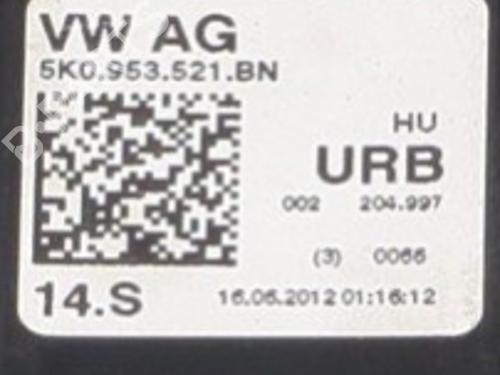 VW AG
5K0.953.521.BN
HU
URB
002 204.997
(3) 0066
14.S 16.06.2012 01:16:12